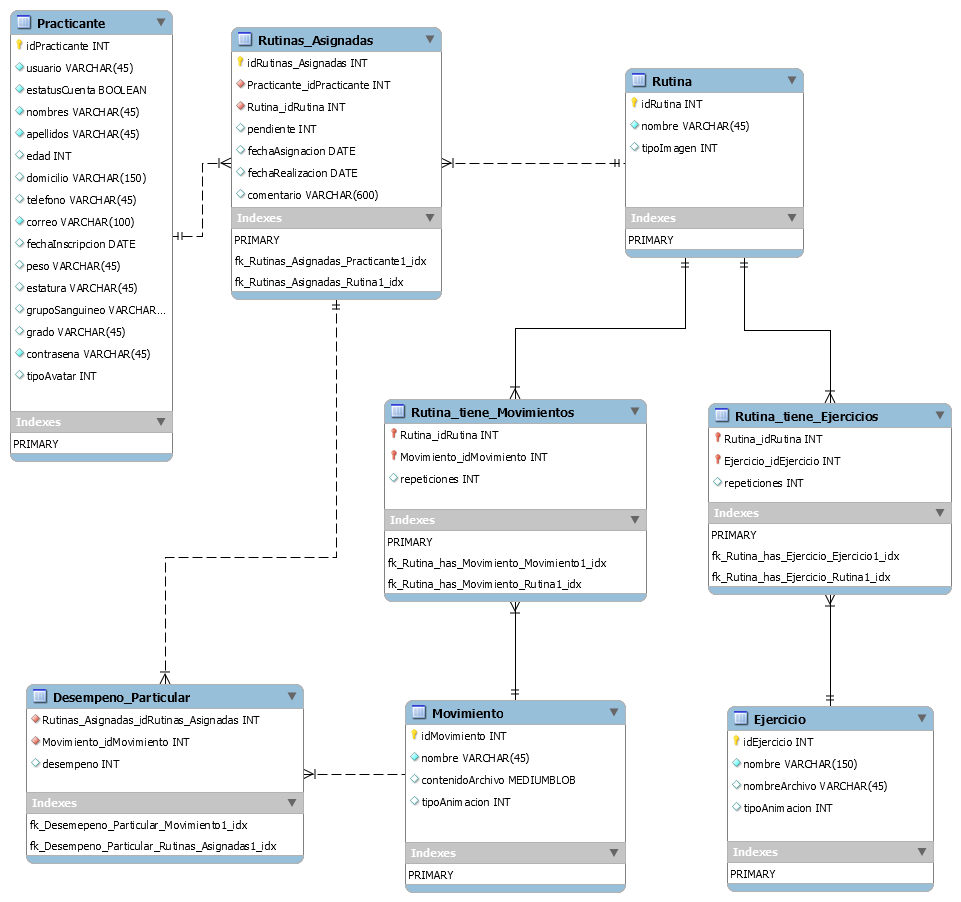 Practicante
idPracticante INT
usuario VARCHAR(45)
estatusCuenta BOOLEAN
nombres VARCHAR(45)
apellidos VARCHAR(45)
edad INT
domicilio VARCHAR(150)
telefono VARCHAR(45)
correo VARCHAR(100)
fechaInscripcion DATE
peso VARCHAR(45)
estatura VARCHAR(45)
grupoSanguineo VARCHAR...
grado VARCHAR(45)
contrasena VARCHAR(45)
tipoAvatar INT
Indexes
PRIMARY
Rutinas_Asignadas
idRutinas_Asignadas INT
Practicante_idPracticante INT
Rutina_idRutina INT
pendiente INT
fechaAsignacion DATE
fechaRealizacion DATE
comentario VARCHAR(600)
Indexes
PRIMARY
fk_Rutinas_Asignadas_Practicante1_idx
fk_Rutinas_Asignadas_Rutina1_idx
Rutina
idRutina INT
nombre VARCHAR(45)
tipoImagen INT
Indexes
PRIMARY
Rutina_tiene_Movimientos
Rutina_idRutina INT
Movimiento_idMovimiento INT
repeticiones INT
Indexes
PRIMARY
fk_Rutina_has_Movimiento_Movimiento1_idx
fk_Rutina_has_Movimiento_Rutina1_idx
Rutina_tiene_Ejercicios
Rutina_idRutina INT
Ejercicio_idEjercicio INT
repeticiones INT
Indexes
PRIMARY
fk_Rutina_has_Ejercicio_Ejercicio1_idx
fk_Rutina_has_Ejercicio_Rutina1_idx
Desempeno_Particular
Rutinas_Asignadas_idRutinas_Asignadas INT
Movimiento_idMovimiento INT
desempeno INT
Indexes
fk_Desemepeno_Particular_Movimiento1_idx
fk_Desempeno_Particular_Rutinas_Asignadas1_idx
Movimiento
idMovimiento INT
nombre VARCHAR(45)
contenidoArchivo MEDIUMBLOB
tipoAnimacion INT
Indexes
PRIMARY
Ejercicio
idEjercicio INT
nombre VARCHAR(150)
nombreArchivo VARCHAR(45)
tipoAnimacion INT
Indexes
PRIMARY